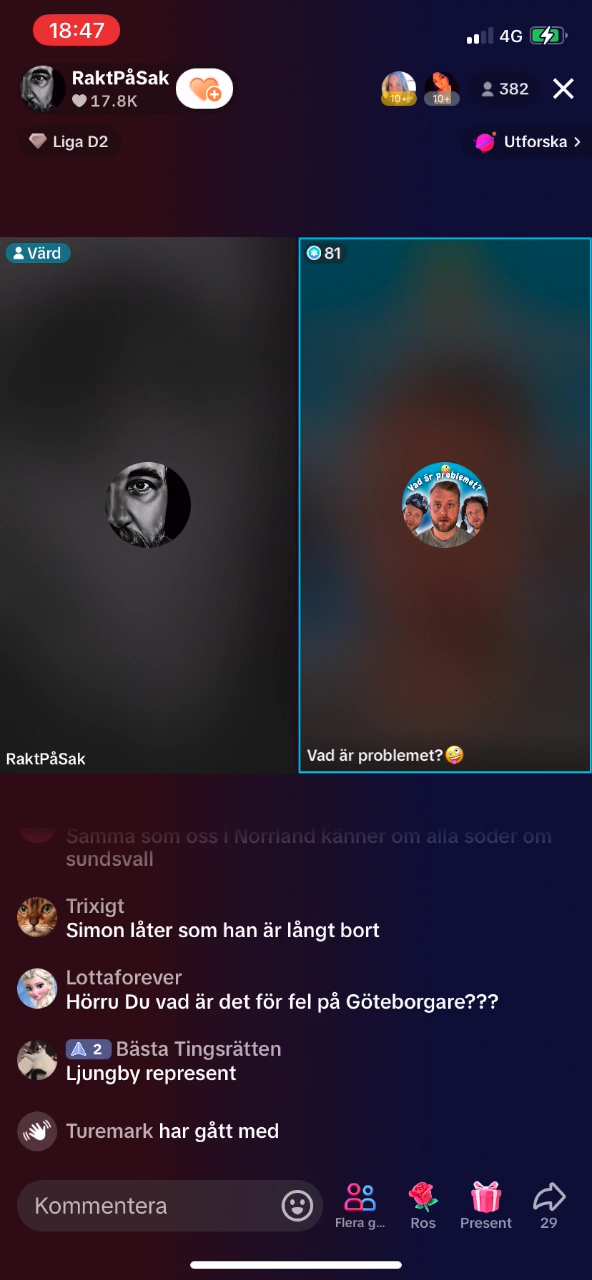 18:47
4G
RaktPåSak
17.8K
10+
10+
382
Liga D2
Utforska >
Värd
81
Vad är problemet?
RaktPåSak
Vad är problemet?🤪
Samma som oss i Norrland känner om alla söder om
sundsvall
Trixigt
Simon låter som han är långt bort
Lottaforever
Hörru Du vad är det för fel på Göteborgare???
2 Bästa Tingsrätten
Ljungby represent
Turemark har gått med
Kommentera
Flera g...
Ros
Present
29